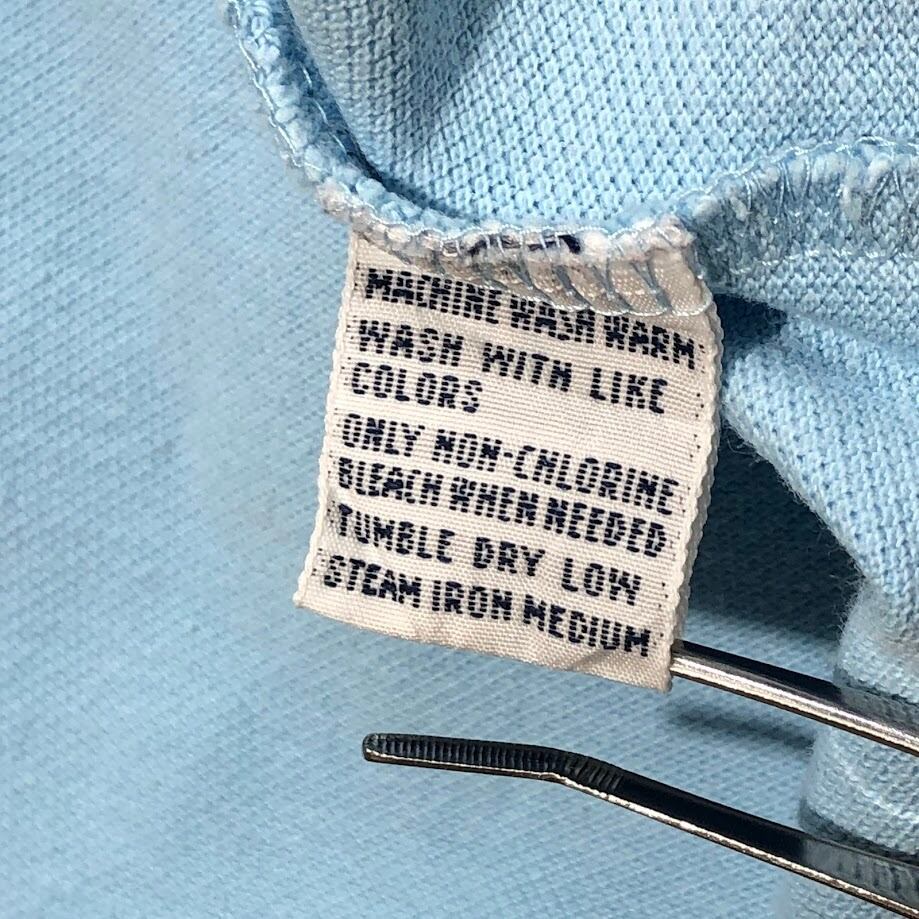 MACHINE WASH WARM
WASH WITH LIKE
COLORS
ONLY NON-CHLORINE
BLEACH WHEN NEEDED
TUMBLE DRY LOW
STEAM IRON MEDIUM